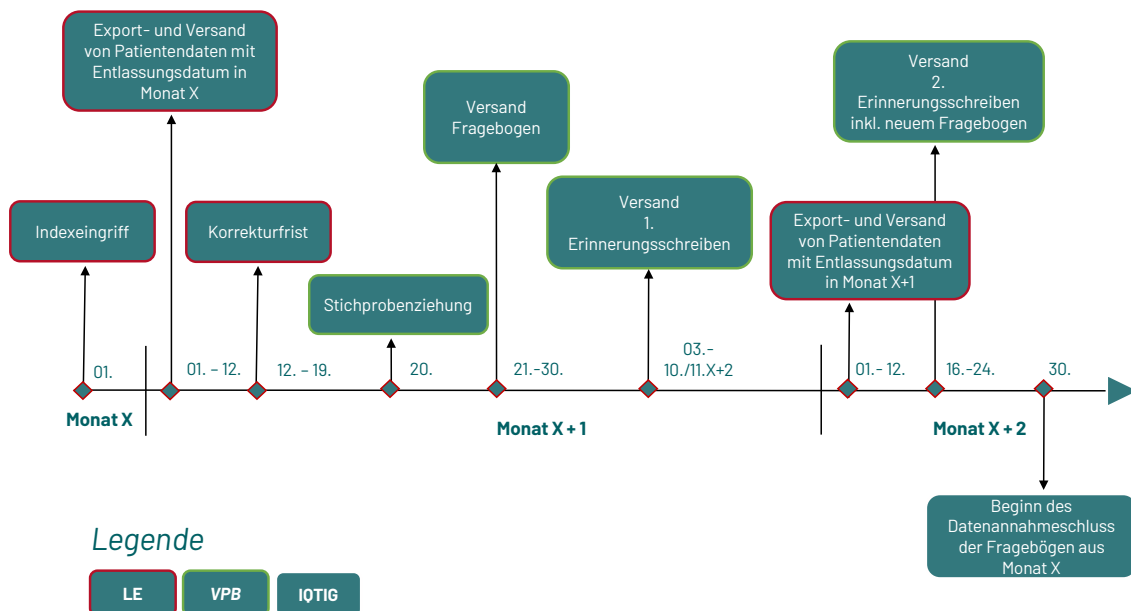 Export- und Versand
von Patientendaten mit
Entlassungsdatum in
Monat X
Versand
2.
Erinnerungsschreiben
inkl. neuem Fragebogen
Versand
Fragebogen
Indexeingriff
Korrekturfrist
Versand
1.
Erinnerungsschreiben
Export- und Versand
von Patientendaten
mit Entlassungsdatum
in Monat X+1
Stichprobenziehung
01.
01. – 12.
12. – 19.
20.
21.-30.
03.-
10./11.X+2
01.- 12.
16.-24.
30.
Monat X
Monat X + 1
Monat X + 2
Beginn des
Datenannahmeschluss
der Fragebögen aus
Monat X
Legende
LE
VPB
IQTIG